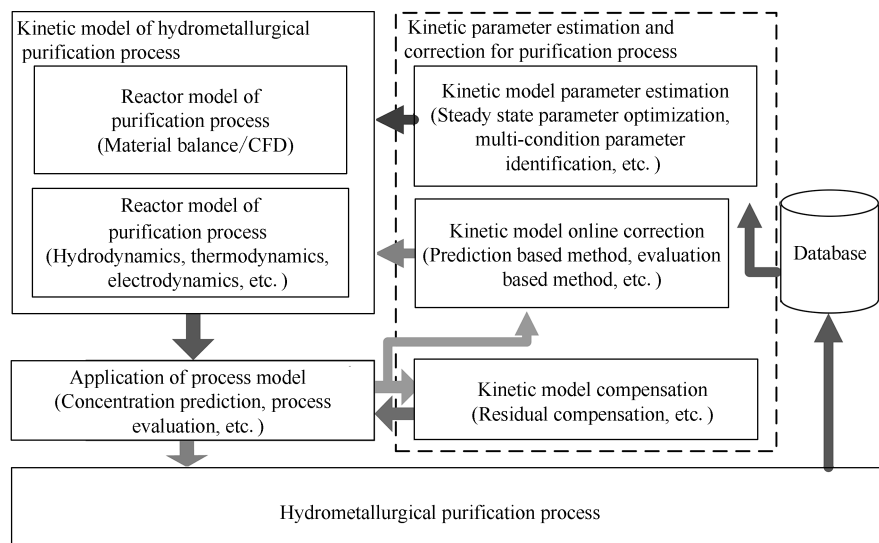 Kinetic model of hydrometallurgical
purification process
Reactor model of
purification process
(Material balance/CFD)
Reactor model of
purification process
(Hydrodynamics, thermodynamics,
electrodynamics, etc. )
Kinetic parameter estimation and
correction for purification process
Kinetic model parameter estimation
(Steady state parameter optimization,
multi-condition parameter
identification, etc. )
Kinetic model online correction
(Prediction based method, evaluation
based method, etc. )
Database
Application of process model
(Concentration prediction, process
evaluation, etc. )
Kinetic model compensation
(Residual compensation, etc. )
Hydrometallurgical purification process